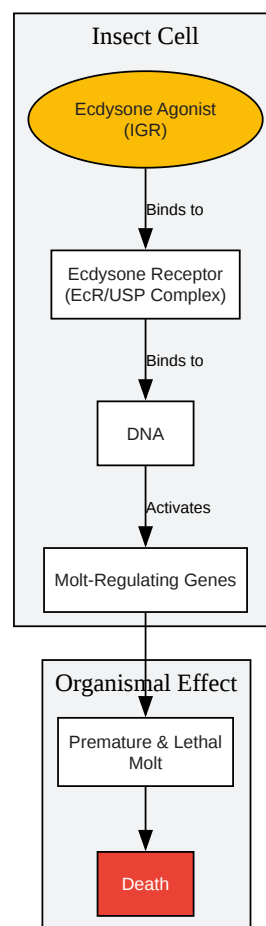 Insect Cell
Ecdysone Agonist
(IGR)
Binds to
Ecdysone Receptor
(EcR/USP Complex)
Binds to
DNA
Activates
Molt-Regulating Genes
Organismal Effect
Premature & Lethal
Molt
Death